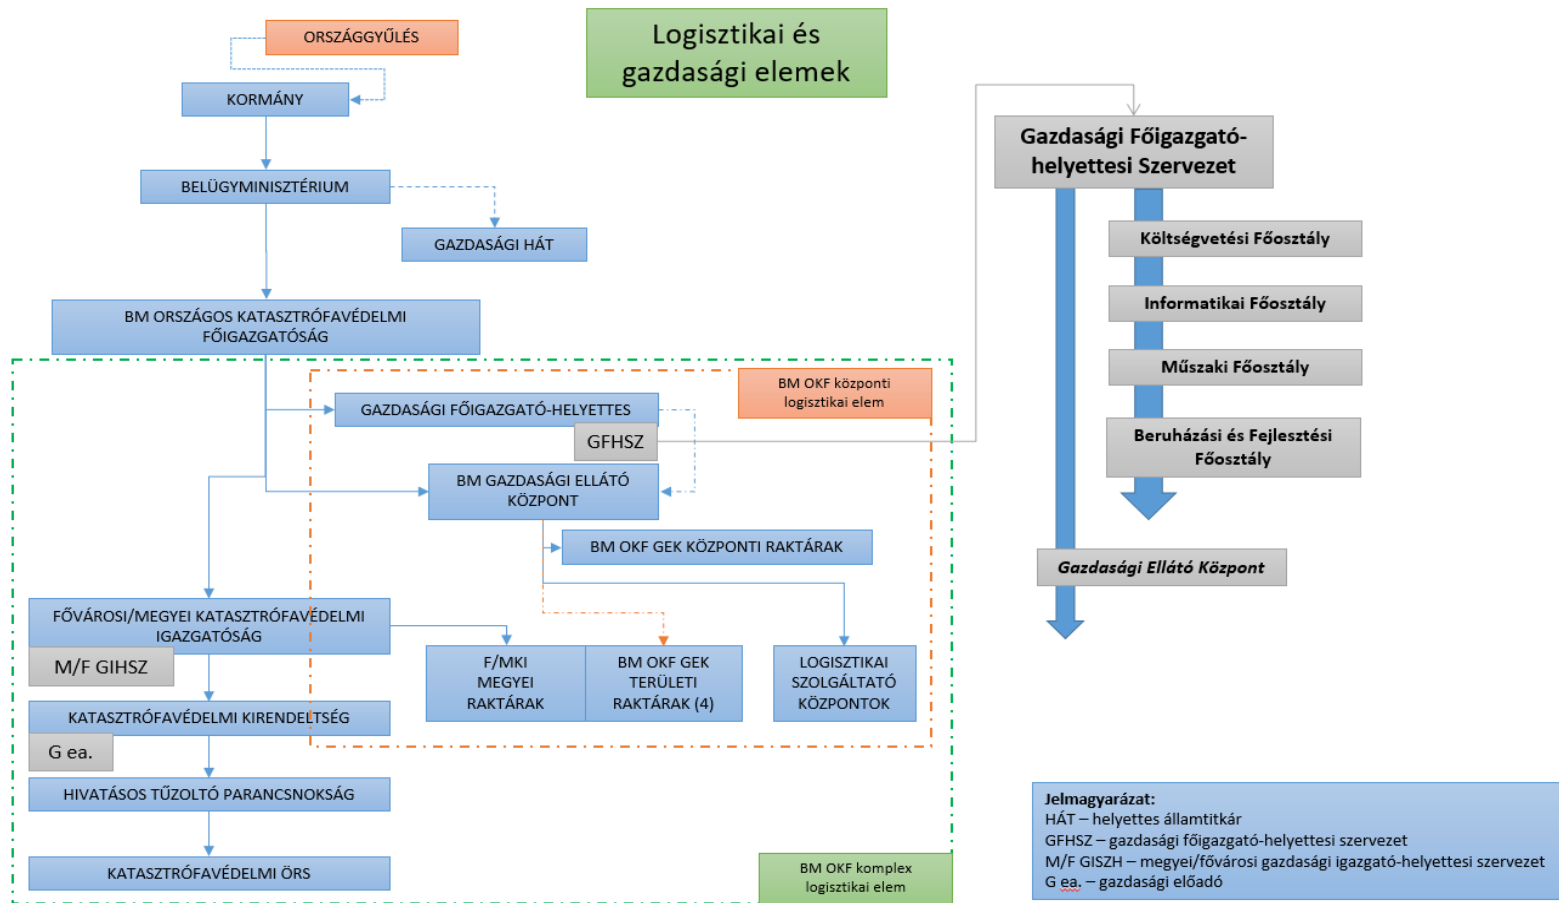 ORSZÁGGYŰLÉS
Logisztikai és
gazdasági elemek
KORMÁNY
BELÜGYMINISZTÉRIUM
GAZDASÁGI HÁT
BM ORSZÁGOS KATASZTRÓFAVÉDELMI
FŐIGAZGATÓSÁG
BM OKF központi
logisztikai elem
GAZDASÁGI FŐIGAZGATÓ-HELYETTES
GFHSZ
BM GAZDASÁGI ELLÁTÓ
KÖZPONT
BM OKF GEK KÖZPONTI RAKTÁRAK
FŐVÁROSI/MEGYEI KATASZTRÓFAVÉDELMI
IGAZGATÓSÁG
M/F GIHSZ
F/MKI
MEGYEI
RAKTÁRAK
BM OKF GEK
TERÜLETI
RAKTÁRAK (4)
LOGISZTIKAI
SZOLGÁLTATÓ
KÖZPONTOK
KATASZTRÓFAVÉDELMI KIRENDELTSÉG
G ea.
HIVATÁSOS TŰZOLTÓ PARANCSNOKSÁG
KATASZTRÓFAVÉDELMI ÖRS
BM OKF komplex
logisztikai elem
Gazdasági Főigazgató-
helyettesi Szervezet
Költségvetési Főosztály
Informatikai Főosztály
Műszaki Főosztály
Beruházási és Fejlesztési
Főosztály
Gazdasági Ellátó Központ
Jelmagyarázat:
HÁT – helyettes államtitkár
GFHSZ – gazdasági főigazgató-helyettesi szervezet
M/F GISZH – megyei/fővárosi gazdasági igazgató-helyettesi szervezet
G ea. – gazdasági előadó